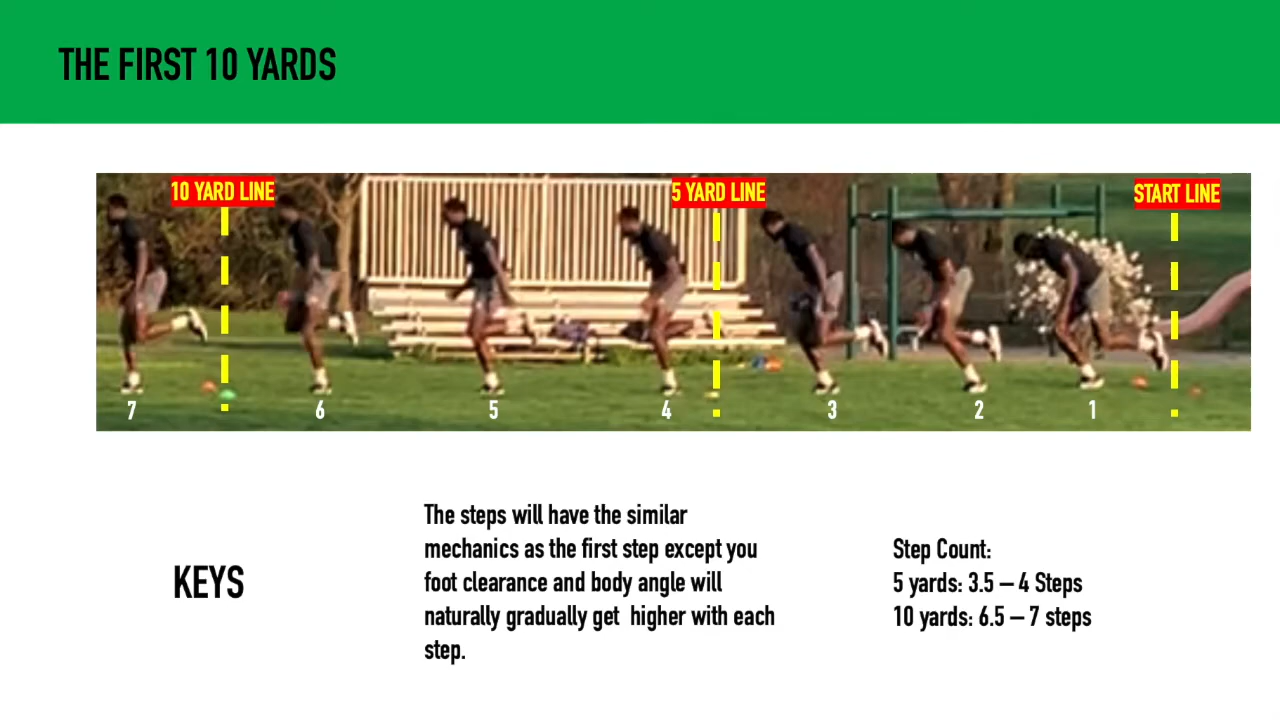 THE FIRST 10 YARDS
10 YARD LINE
5 YARD LINE
START LINE
7 6 5 4 3 2 1
KEYS
The steps will have the similar
mechanics as the first step except you
foot clearance and body angle will
naturally gradually get  higher with each
step.
Step Count:
5 yards: 3.5 – 4 Steps
10 yards: 6.5 – 7 steps